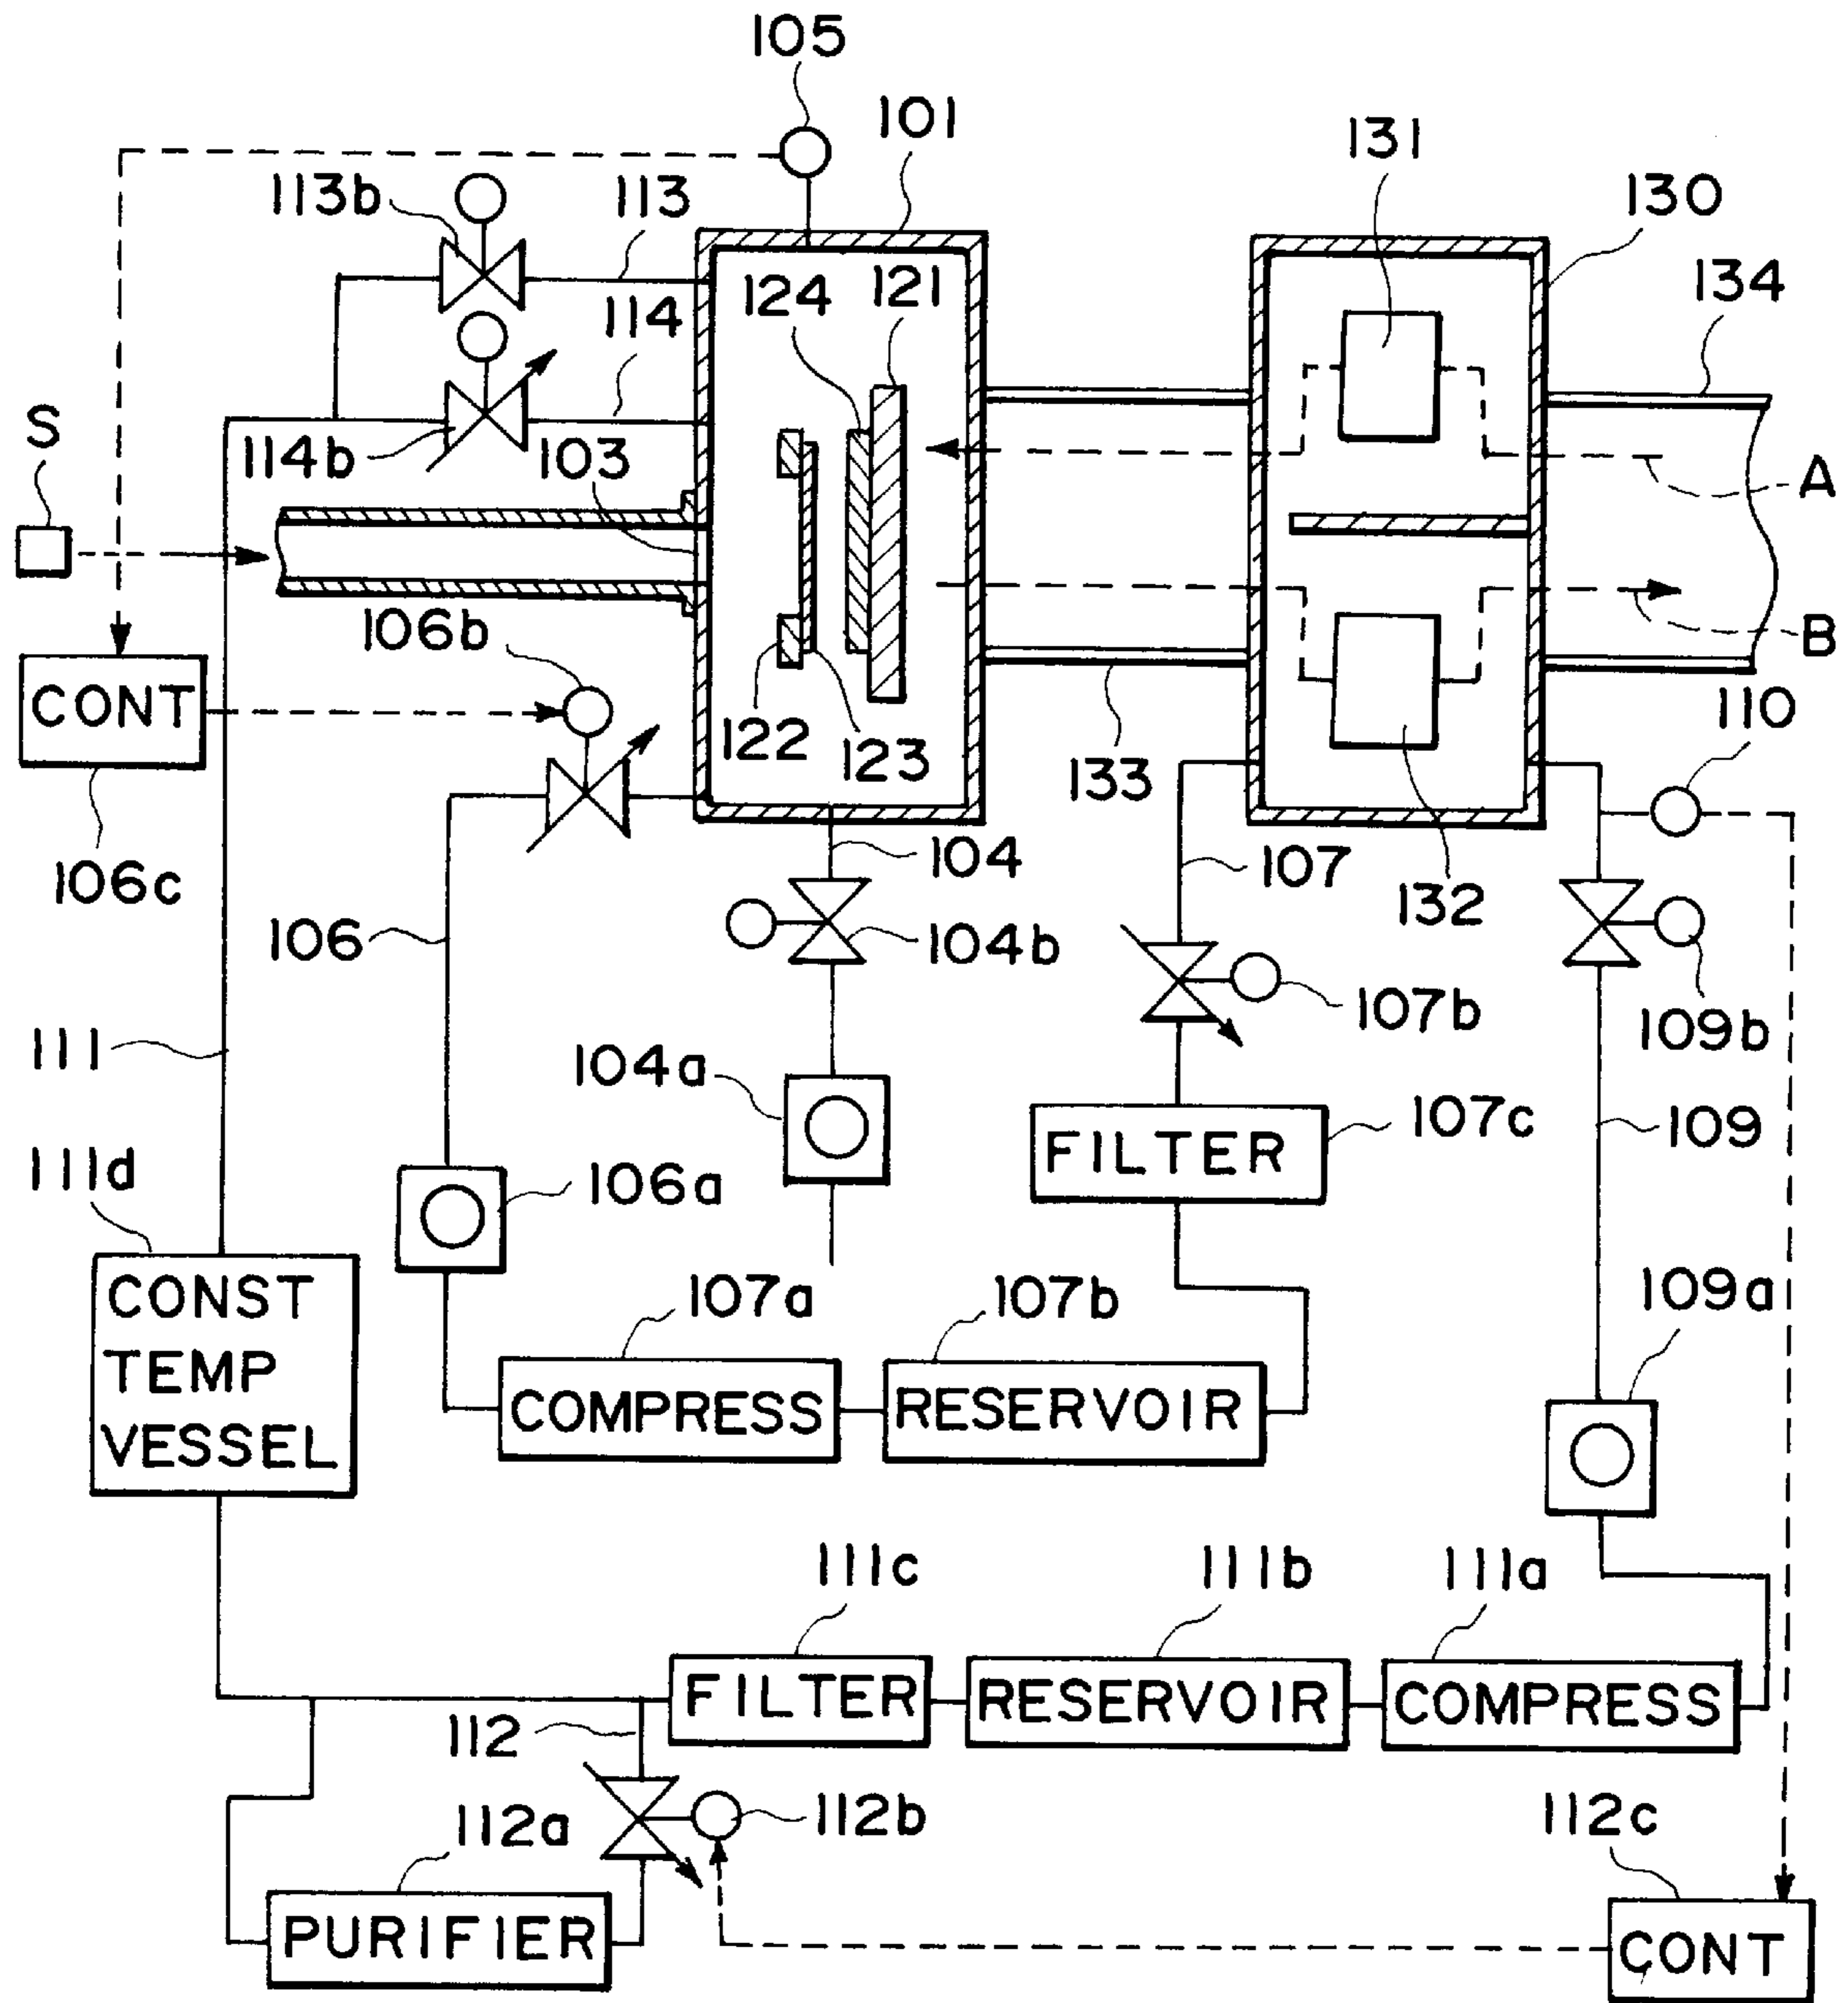 105
101
131
130
113b
113
134
124
121
114
S
114b
103
A
106b
B
CONT
122
123
133
110
106c
104
107
132
106
104b
107b
109b
111
104a
107c
109
FILTER
111d
106a
CONST
TEMP
VESSEL
107a
107b
109a
COMPRESS
RESERVOIR
111c
111b
111a
FILTER
RESERVOIR
COMPRESS
112
112a
112b
112c
PURIFIER
CONT